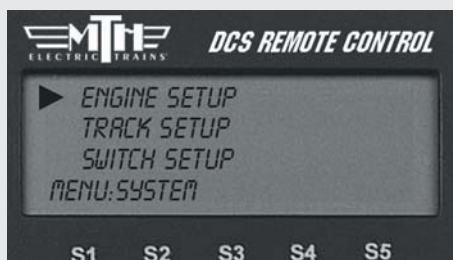 MTH
ELECTRIC TRAINS
DCS REMOTE CONTROL
ENGINE SETUP
TRACK SETUP
SWITCH SETUP
MENU:SYSTEM
S1 S2 S3 S4 S5